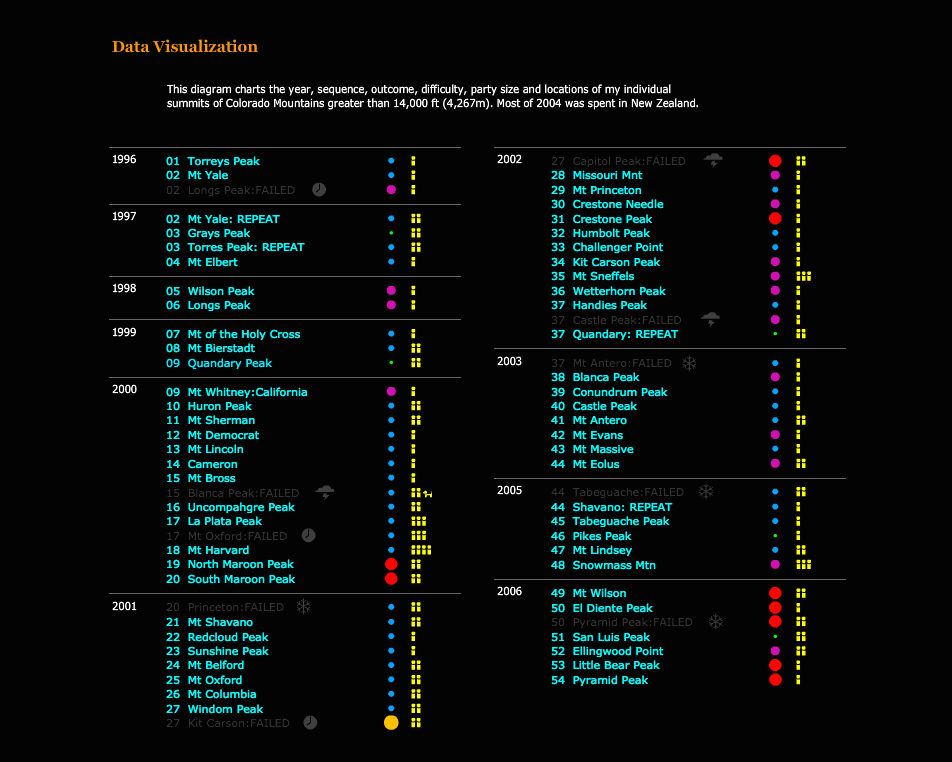 Data Visualization
This diagram charts the year, sequence, outcome, difficulty, party size and locations of my individual
summits of Colorado Mountains greater than 14,000 ft (4,267m). Most of 2004 was spent in New Zealand.
1996
01 Torreys Peak
02 Mt Yale
02 Longs Peak:FAILED
1997
02 Mt Yale: REPEAT
03 Grays Peak
03 Torres Peak: REPEAT
04 Mt Elbert
1998
05 Wilson Peak
06 Longs Peak
1999
07 Mt of the Holy Cross
08 Mt Bierstadt
09 Quandary Peak
2000
09 Mt Whitney:California
10 Huron Peak
11 Mt Sherman
12 Mt Democrat
13 Mt Lincoln
14 Cameron
15 Mt Bross
15 Blanca Peak:FAILED
16 Uncompahgre Peak
17 La Plata Peak
17 Mt Oxford:FAILED
18 Mt Harvard
19 North Maroon Peak
20 South Maroon Peak
2001
20 Princeton:FAILED
21 Mt Shavano
22 Redcloud Peak
23 Sunshine Peak
24 Mt Belford
25 Mt Oxford
26 Mt Columbia
27 Windom Peak
27 Kit Carson:FAILED
2002
27 Capitol Peak:FAILED
28 Missouri Mnt
29 Mt Princeton
30 Crestone Needle
31 Crestone Peak
32 Humbolt Peak
33 Challenger Point
34 Kit Carson Peak
35 Mt Sneffels
36 Wetterhorn Peak
37 Handies Peak
37 Castle Peak:FAILED
37 Quandary: REPEAT
2003
37 Mt Antero:FAILED
38 Blanca Peak
39 Conundrum Peak
40 Castle Peak
41 Mt Antero
42 Mt Evans
43 Mt Massive
44 Mt Eolus
2005
44 Tabeguache:FAILED
44 Shavano: REPEAT
45 Tabeguache Peak
46 Pikes Peak
47 Mt Lindsey
48 Snowmass Mtn
2006
49 Mt Wilson
50 El Diente Peak
50 Pyramid Peak:FAILED
51 San Luis Peak
52 Ellingwood Point
53 Little Bear Peak
54 Pyramid Peak